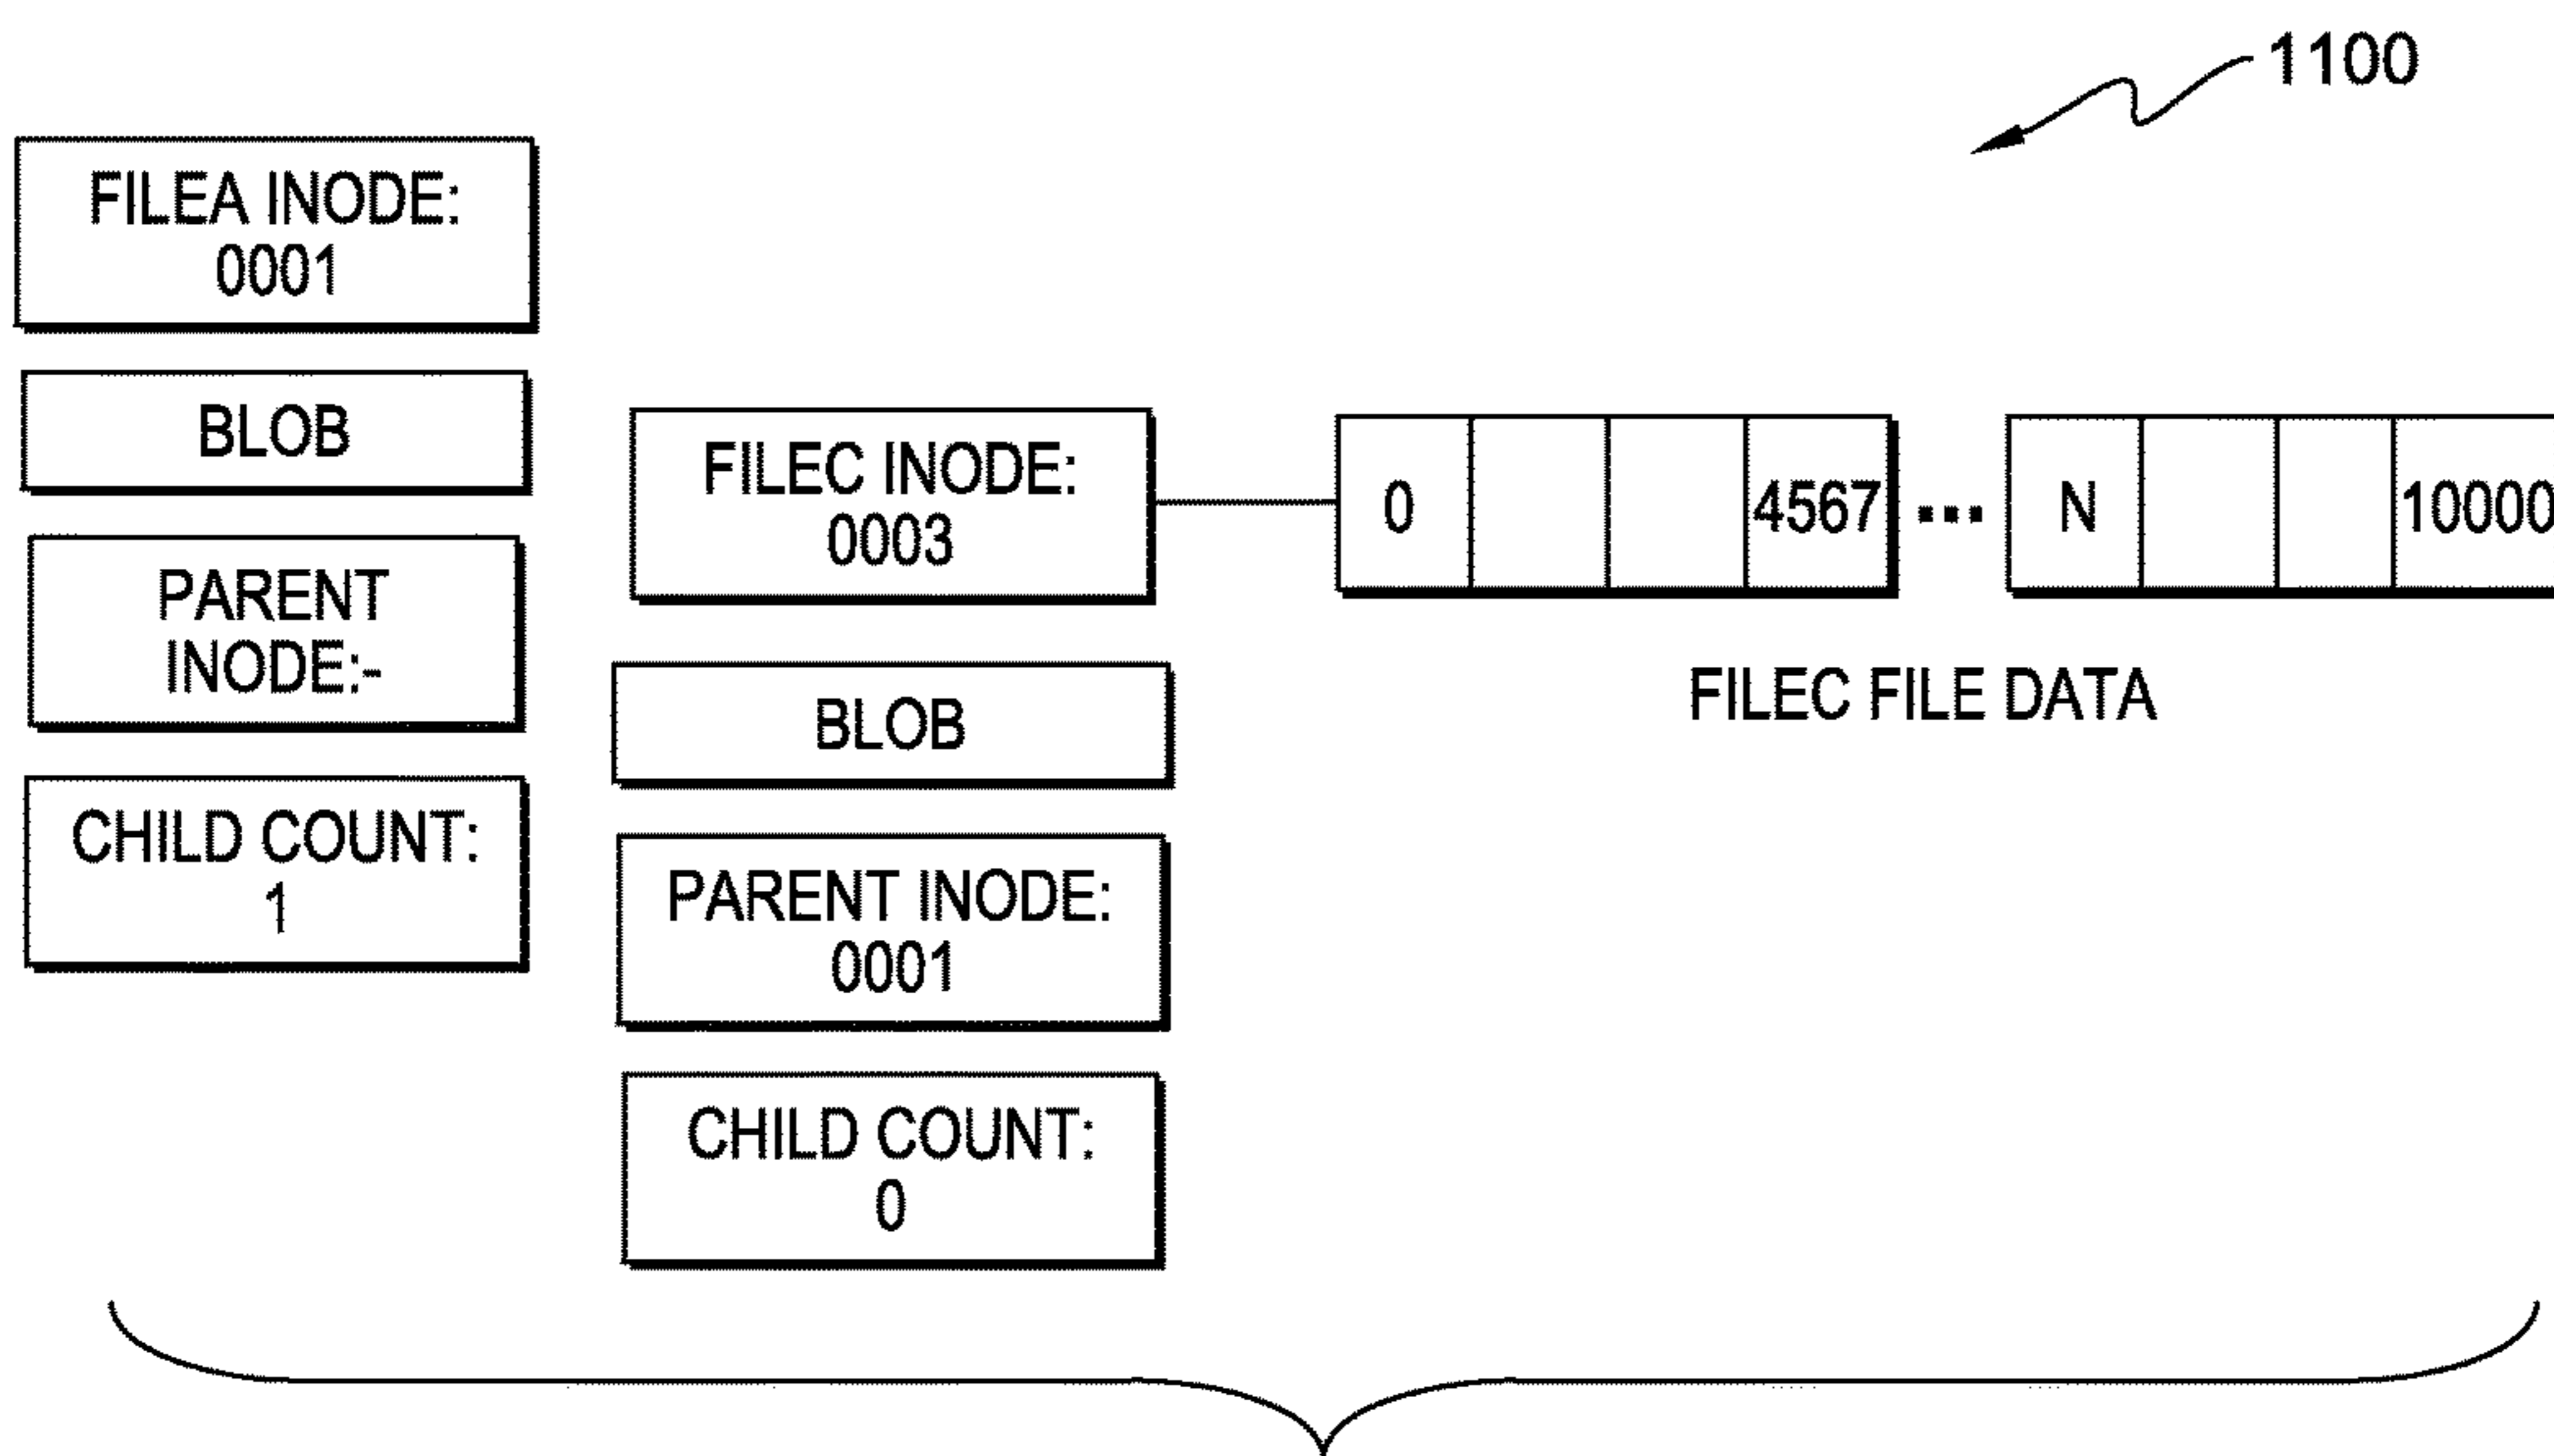 1100
FILEA INODE:
0001
BLOB
PARENT
INODE:-
CHILD COUNT:
1
FILEC INODE:
0003
BLOB
PARENT INODE:
0001
CHILD COUNT:
0
0 4567 ... N 10000
FILEC FILE DATA